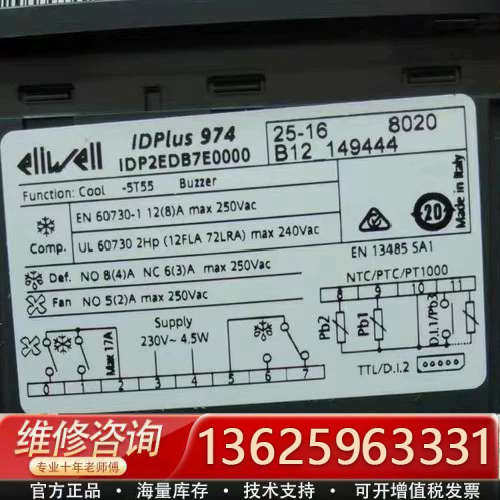 eliwell
IDPlus 974
IDP2EDB7E0000
25-16 8020
B12 149444
Function: Cool -5T55 Buzzer
Made in Italy
20
Comp.
EN 60730-1 12(8)A max 250Vac
UL 60730 2Hp (12FLA 72LRA) max 240Vac
EN 13485 SA1
Def. NO 8(4)A NC 6(3)A max 250Vac
Fan NO 5(2)A max 250Vac
NTC/PTC/PT1000
8 9 10 11
Max 17A
Supply
230V~ 4.5W
Pb2
Pb1
D.I.1/Pb3
TTL/D.I.2
0 1 2 3 4 5 6 7
维修咨询
专业十年老师傅
13625963331
官方正品 海量库存 技术支持 可开增值税发票